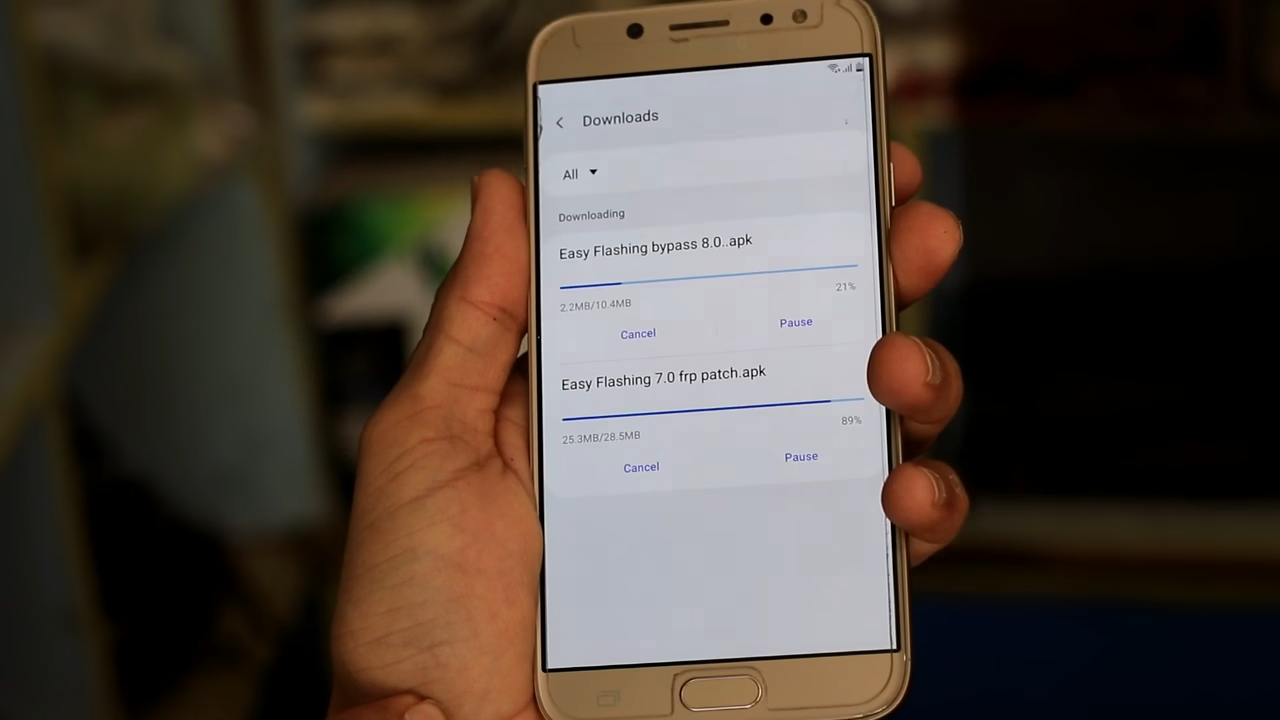 Downloads
All
Downloading
Easy Flashing bypass 8.0..apk
21%
2.2MB/10.4MB
Cancel Pause
Easy Flashing 7.0 frp patch.apk
89%
25.3MB/28.5MB
Cancel Pause